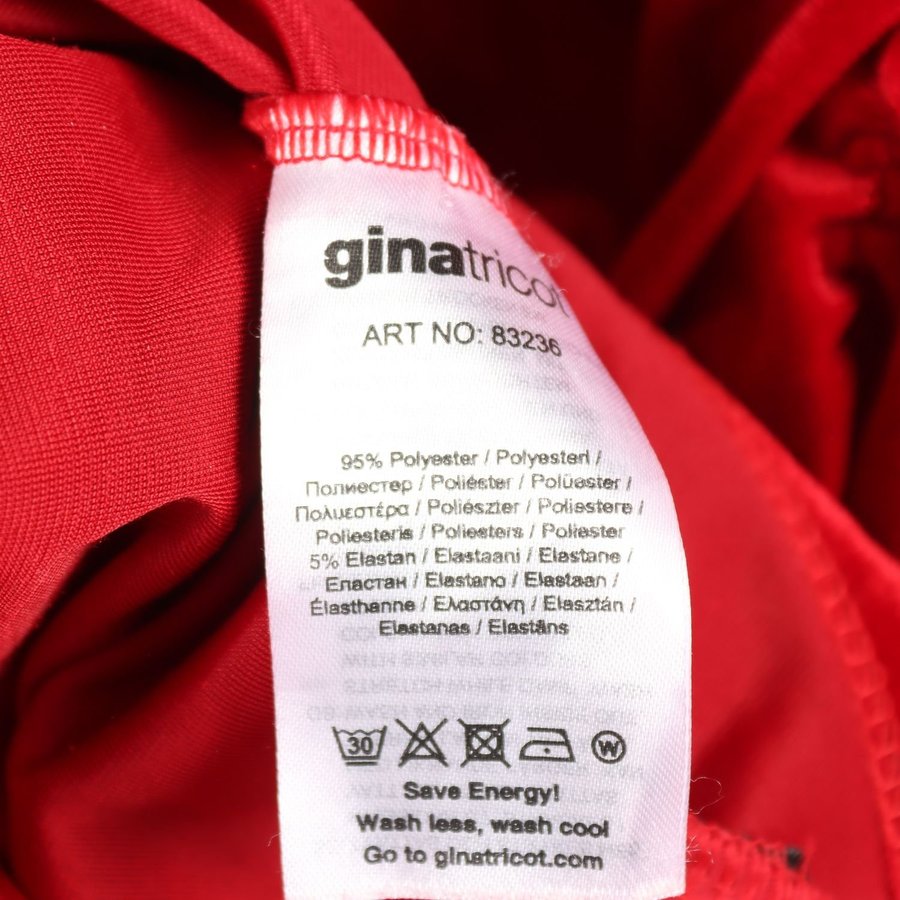 ginatricot
ART NO: 83236
95% Polyester / Polyesteri /
Полиестер / Poliéster / Polüester /
Πολυεστέρα / Poliészter / Poliestere /
Poliesteris / Poliesters / Poliester
5% Elastan / Elastaani / Elastane /
Еластан / Elastano / Elastaan /
Élasthanne / Ελαστάνη / Elasztán /
Elastanas / Elastāns
30
W
Save Energy!
Wash less, wash cool
Go to ginatricot.com